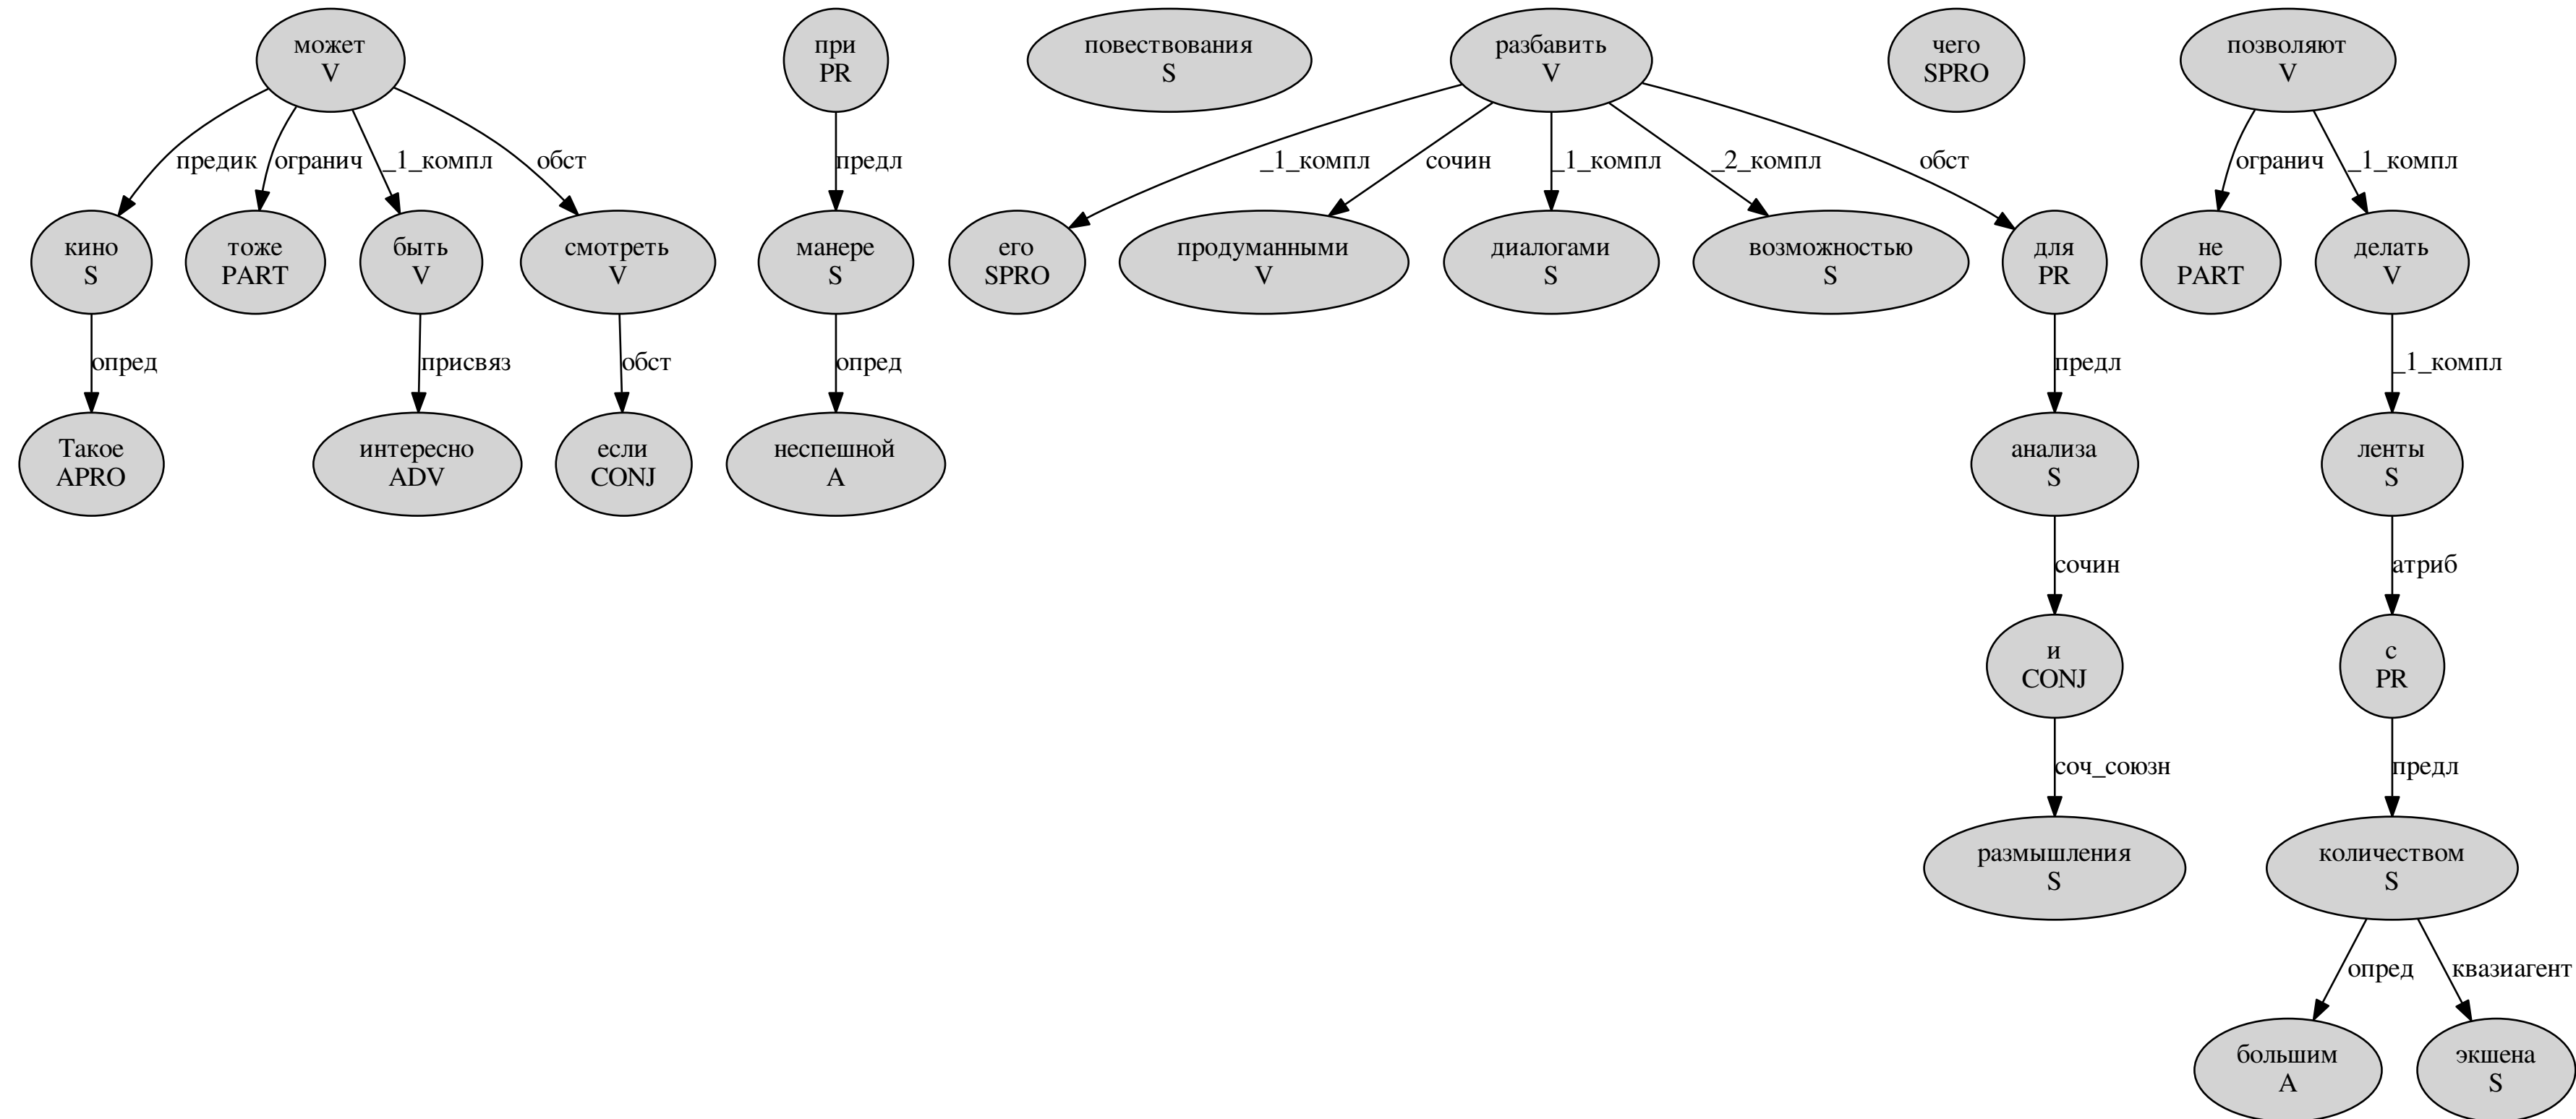 может
V
при
PR
повествования
S
разбавить
V
чего
SPRO
позволяют
V
предик
огранич
_1_компл
обст
предл
_1_компл
сочин
_1_компл
_2_компл
обст
огранич
_1_компл
кино
S
тоже
PART
быть
V
смотреть
V
манере
S
его
SPRO
продуманными
V
диалогами
S
возможностью
S
для
PR
не
PART
делать
V
опред
присвяз
обст
опред
предл
_1_компл
Такое
APRO
интересно
ADV
если
CONJ
неспешной
A
анализа
S
ленты
S
сочин
атриб
и
CONJ
с
PR
соч_союзн
предл
размышления
S
количеством
S
опред
квазиагент
большим
A
экшена
S